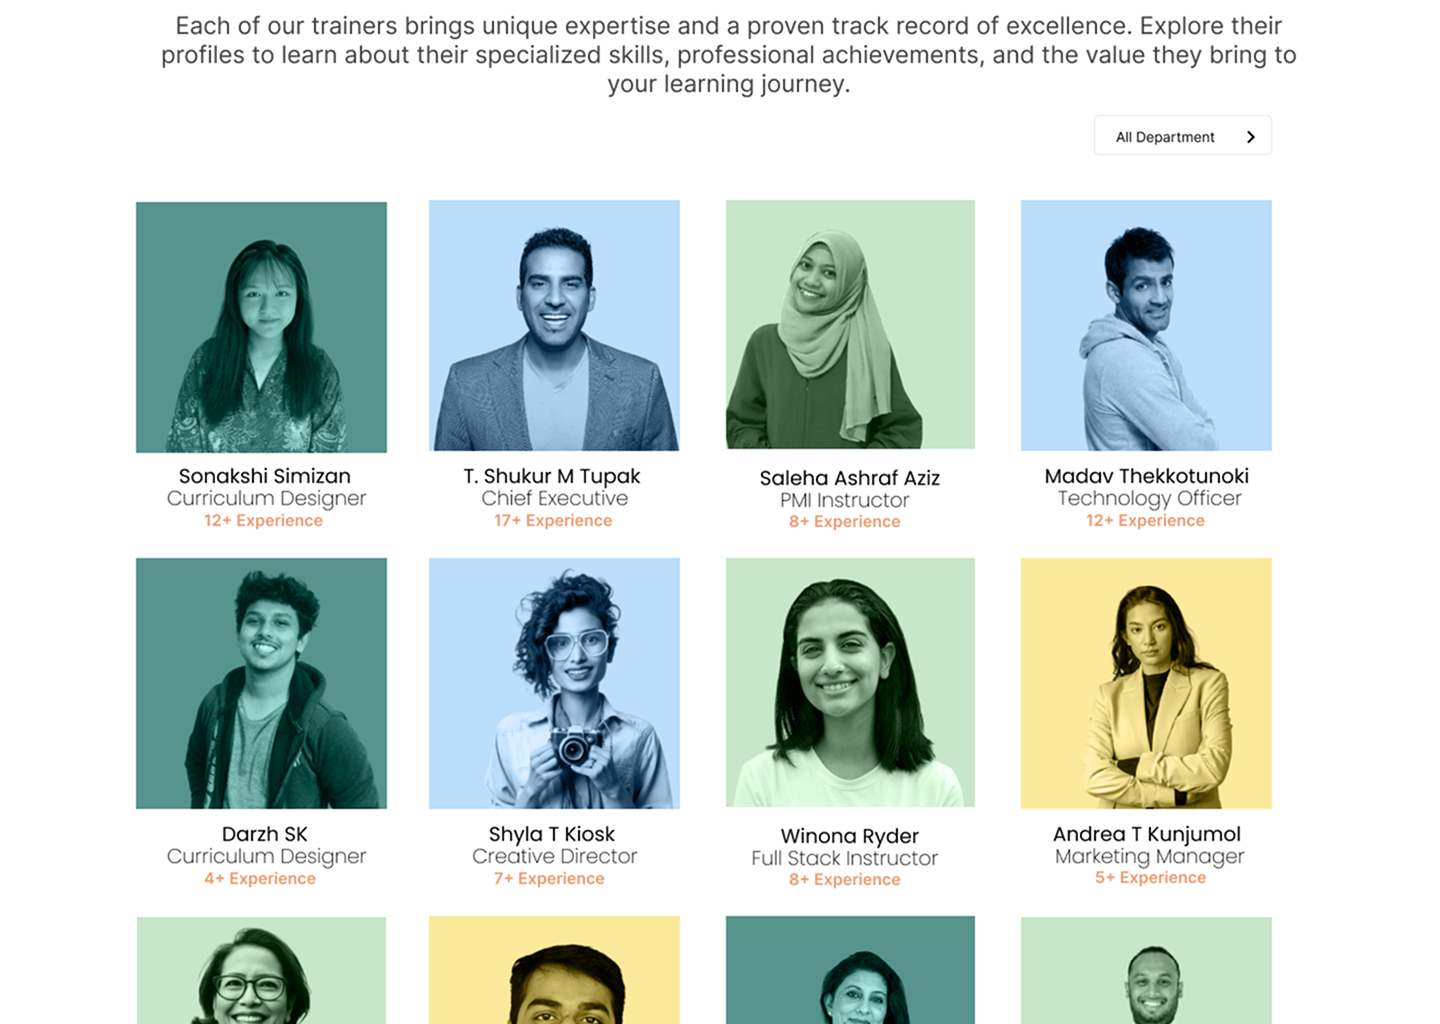 Each of our trainers brings unique expertise and a proven track record of excellence. Explore their
profiles to learn about their specialized skills, professional achievements, and the value they bring to
your learning journey.
All Department
Sonakshi Simizan
Curriculum Designer
12+ Experience
T. Shukur M Tupak
Chief Executive
17+ Experience
Saleha Ashraf Aziz
PMI Instructor
8+ Experience
Madav Thekkotunoki
Technology Officer
12+ Experience
Darzh SK
Curriculum Designer
4+ Experience
Shyla T Kiosk
Creative Director
7+ Experience
Winona Ryder
Full Stack Instructor
8+ Experience
Andrea T Kunjumol
Marketing Manager
5+ Experience